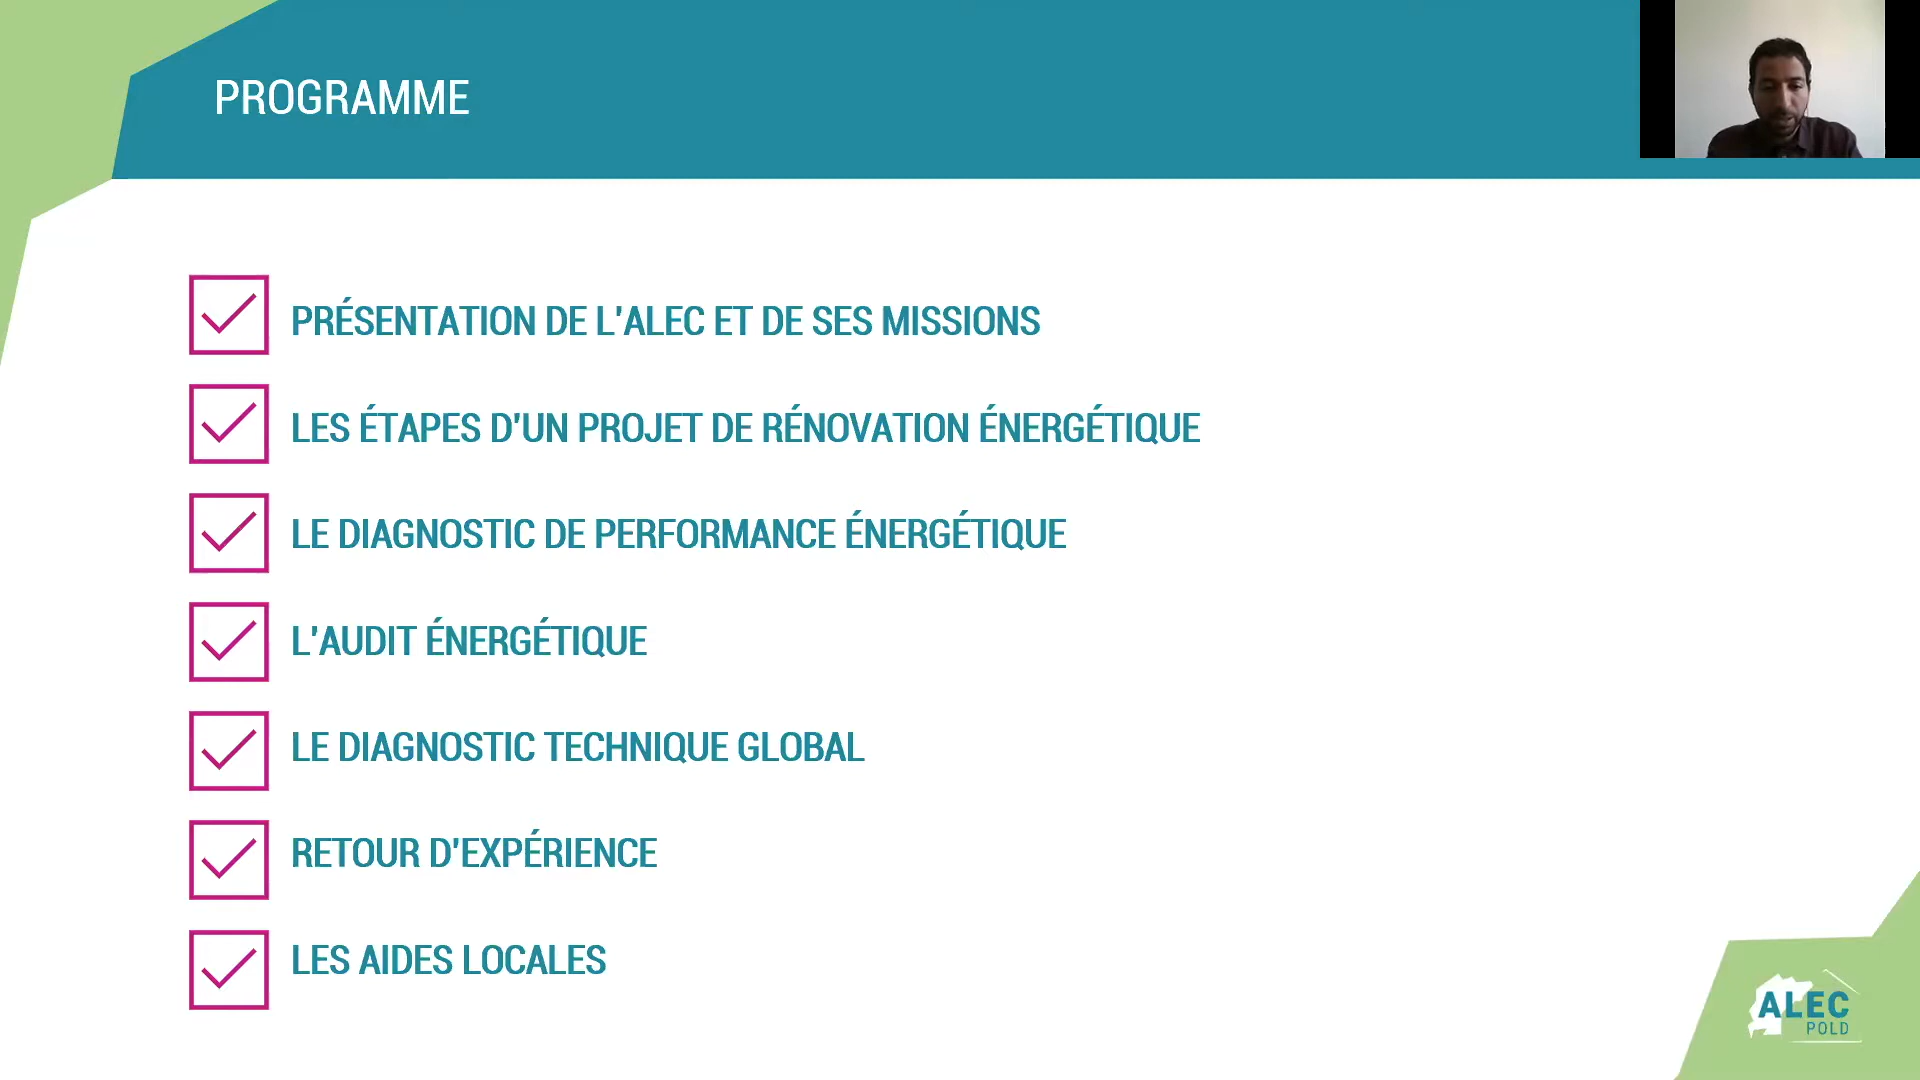 PROGRAMME
PRÉSENTATION DE L'ALEC ET DE SES MISSIONS
LES ÉTAPES D'UN PROJET DE RÉNOVATION ÉNERGÉTIQUE
LE DIAGNOSTIC DE PERFORMANCE ÉNERGÉTIQUE
L'AUDIT ÉNERGÉTIQUE
LE DIAGNOSTIC TECHNIQUE GLOBAL
RETOUR D'EXPÉRIENCE
LES AIDES LOCALES
ALEC
POLD